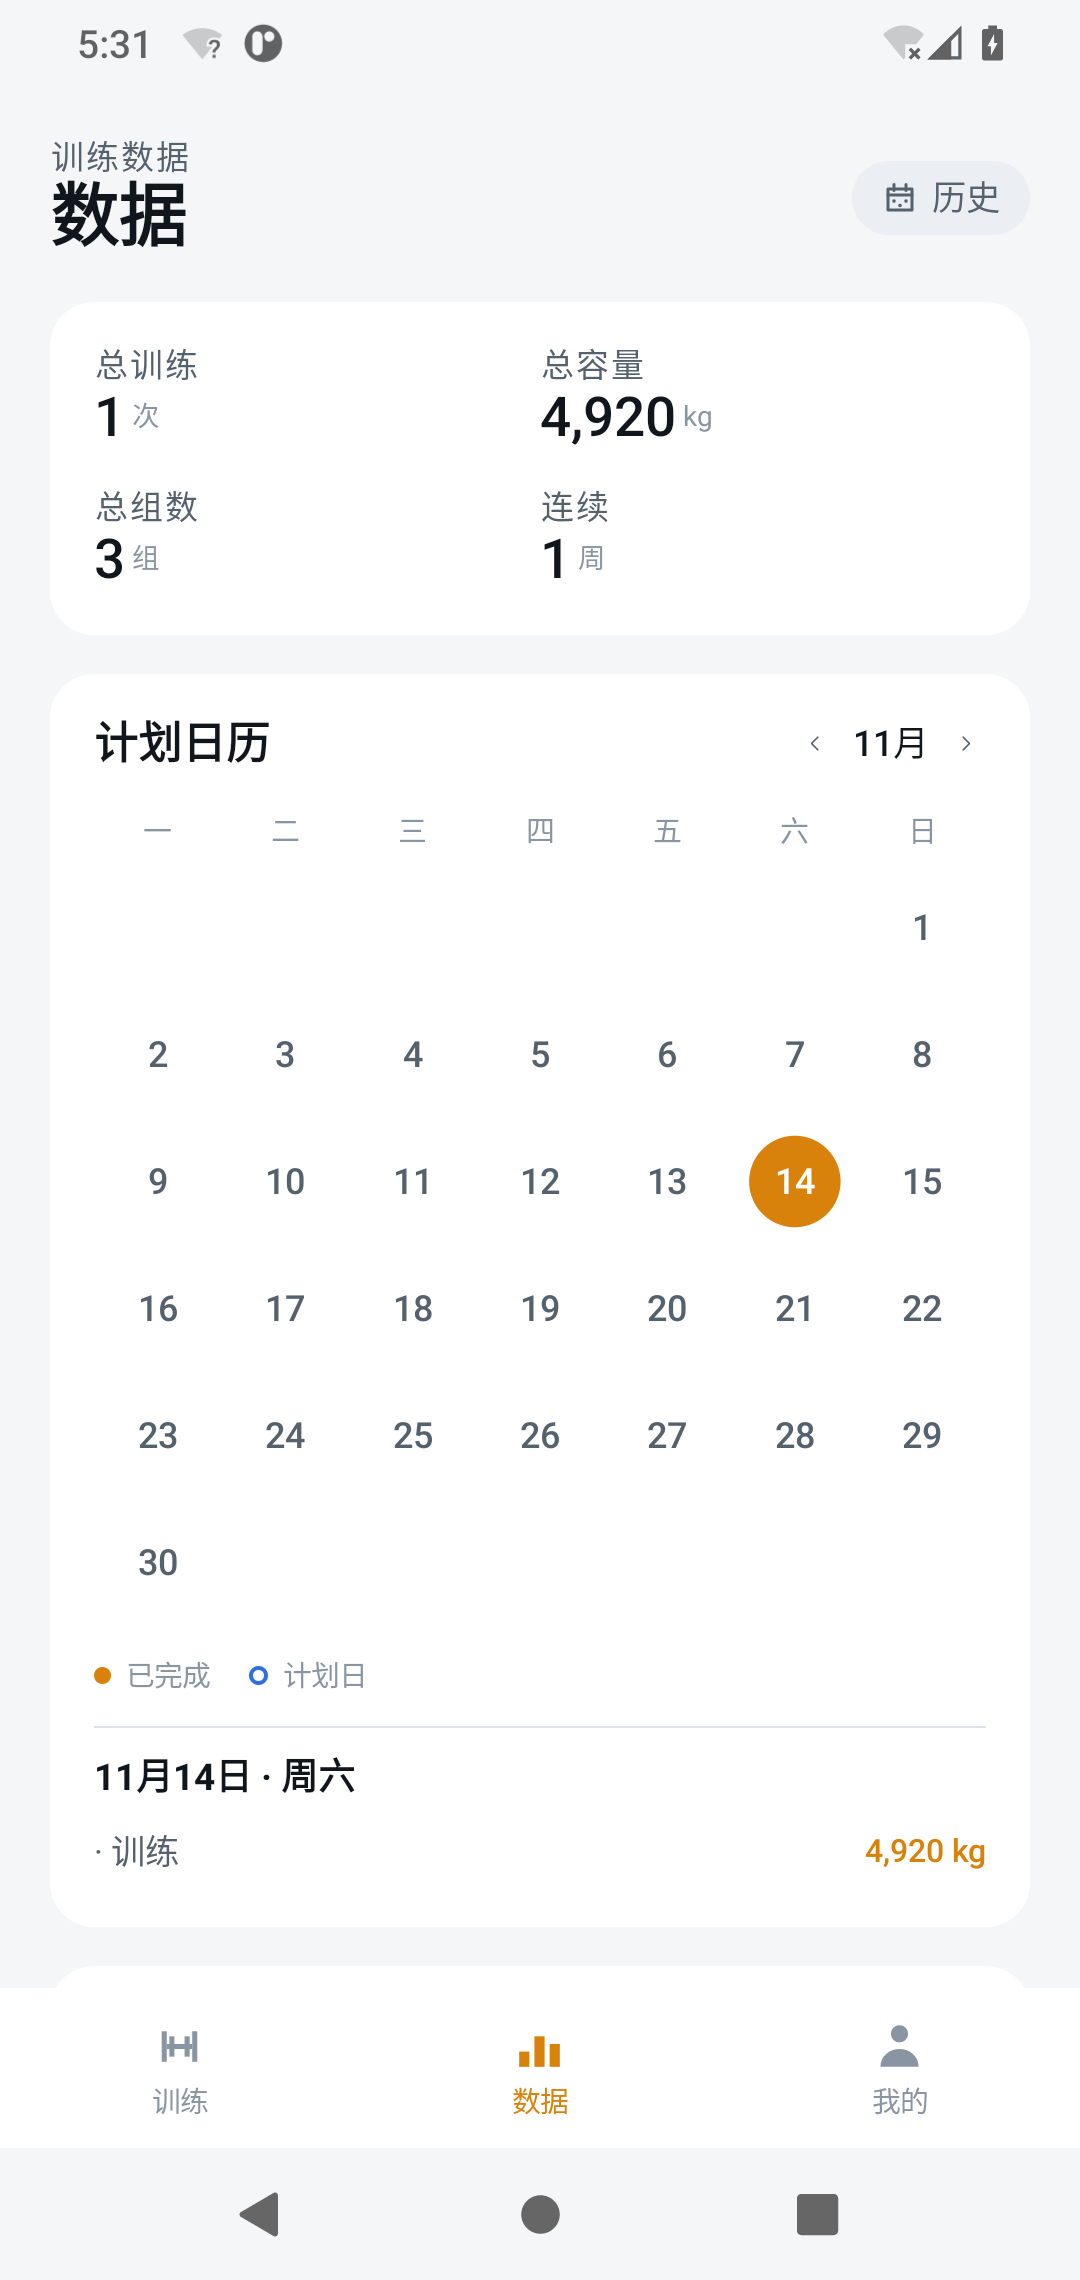 5:31
训练数据
数据
历史
总训练
总容量
1 次
4,920 kg
总组数
连续
3 组
1 周
计划日历
11月
一 二 三 四 五 六 日
1
2 3 4 5 6 7 8
9 10 11 12 13 14 15
16 17 18 19 20 21 22
23 24 25 26 27 28 29
30
已完成 计划日
11月14日 · 周六
· 训练 4,920 kg
训练 数据 我的